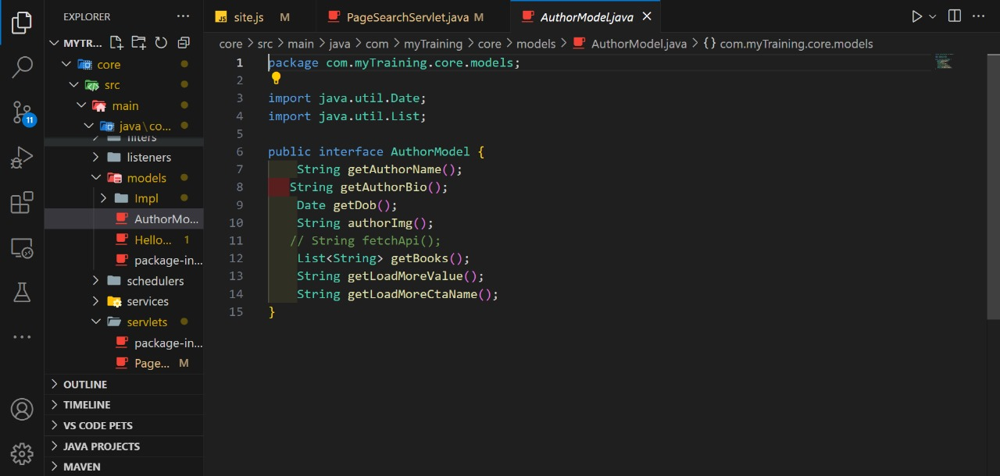 EXPLORER
site.js M
PageSearchServlet.java M
AuthorModel.java
MYTR...
core > src > main > java > com > myTraining > core > models > AuthorModel.java > {} com.myTraining.core.models
core
src
main
java\co...
filters
listeners
models
Impl
AuthorMo...
Hello... 1
package-in...
schedulers
services
servlets
package-in...
Page... M
OUTLINE
TIMELINE
VS CODE PETS
JAVA PROJECTS
MAVEN
11
1 package com.myTraining.core.models;
2
3 import java.util.Date;
4 import java.util.List;
5
6 public interface AuthorModel {
7 String getAuthorName();
8 String getAuthorBio();
9 Date getDob();
10 String authorImg();
11 // String fetchApi();
12 List<String> getBooks();
13 String getLoadMoreValue();
14 String getLoadMoreCtaName();
15 }